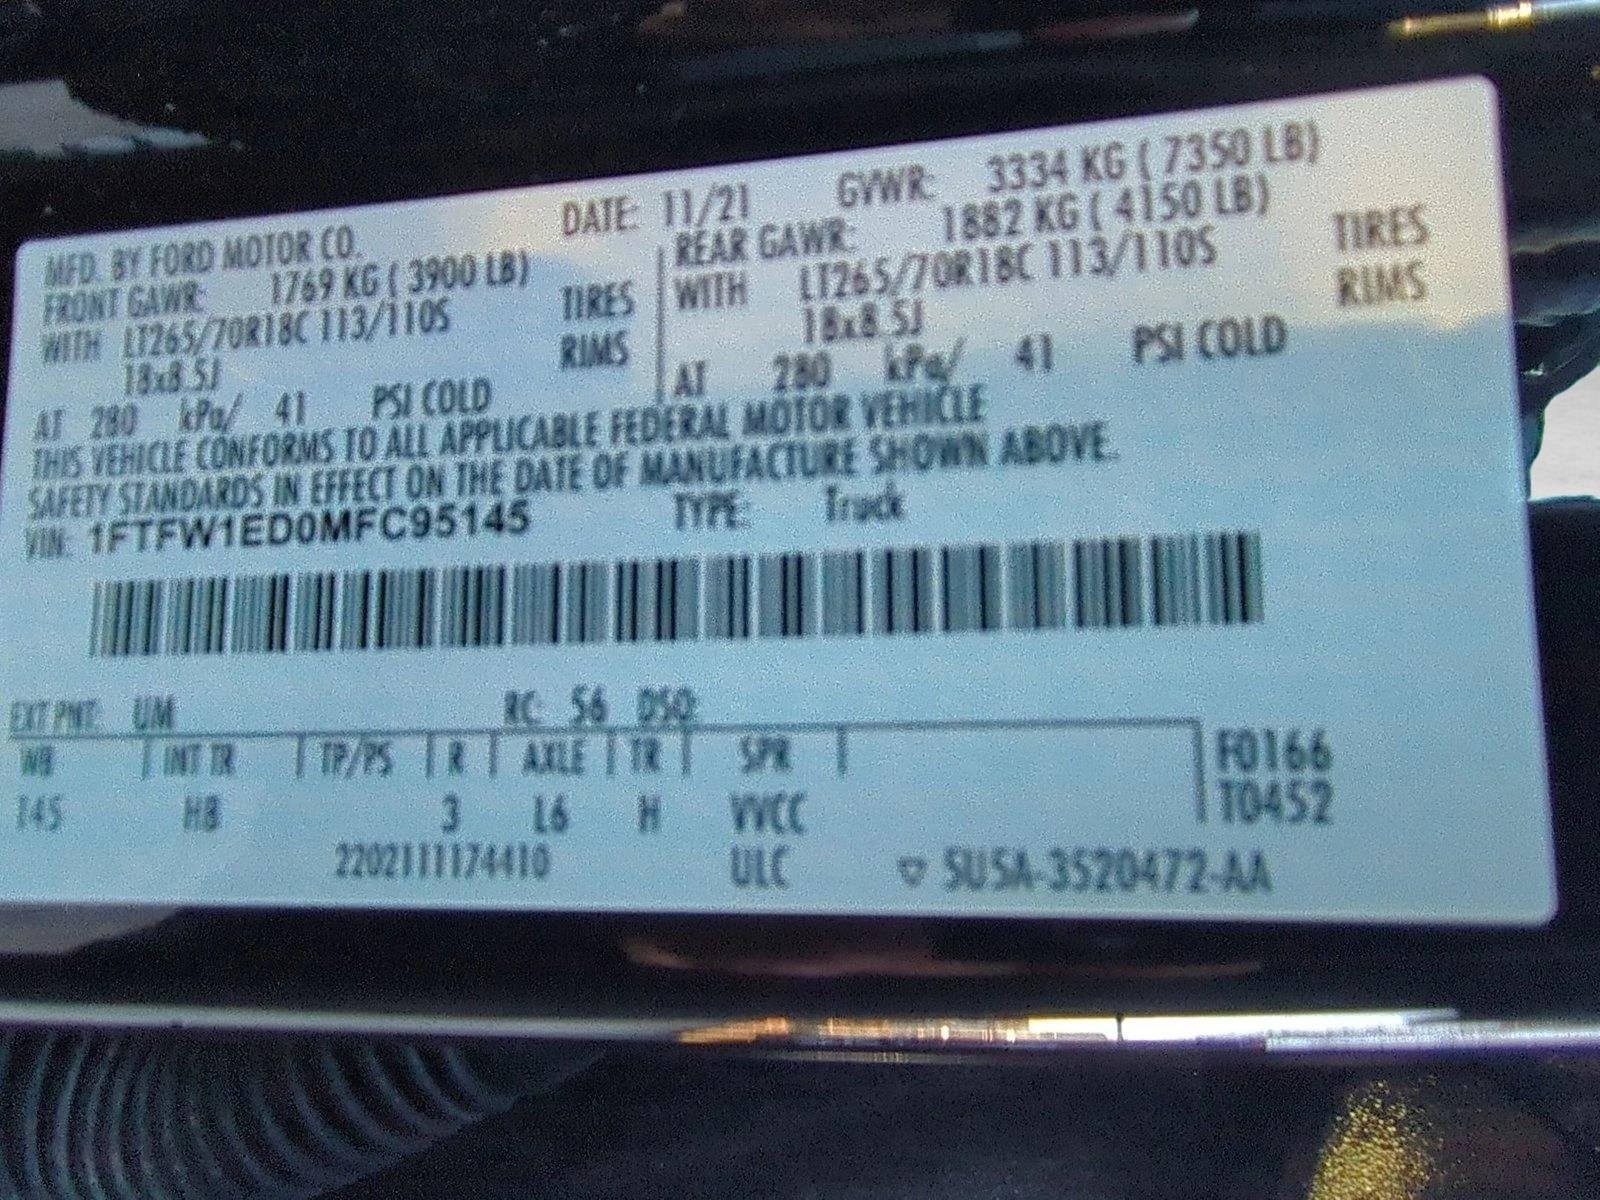 MFD. BY FORD MOTOR CO. DATE: 11/21 GVWR: 3334 KG ( 7350 LB)
FRONT GAWR: 1769 KG ( 3900 LB)
WITH LT265/70R18C 113/110S TIRES
18x8.5J RIMS
AT 280 kPa/ 41 PSI COLD
REAR GAWR: 1882 KG ( 4150 LB)
WITH LT265/70R18C 113/110S TIRES
18x8.5J RIMS
AT 280 kPa/ 41 PSI COLD
THIS VEHICLE CONFORMS TO ALL APPLICABLE FEDERAL MOTOR VEHICLE
SAFETY STANDARDS IN EFFECT ON THE DATE OF MANUFACTURE SHOWN ABOVE.
VIN: 1FTFW1ED0MFC95145 TYPE: Truck
EXT PNT: UM RC: 56 DSO:
WB INT TR TP/PS R AXLE TR SPR F0166
145 H8 3 L6 H VVCC T0452
2202111174410 ULC ▽ 5U5A-3520472-AA